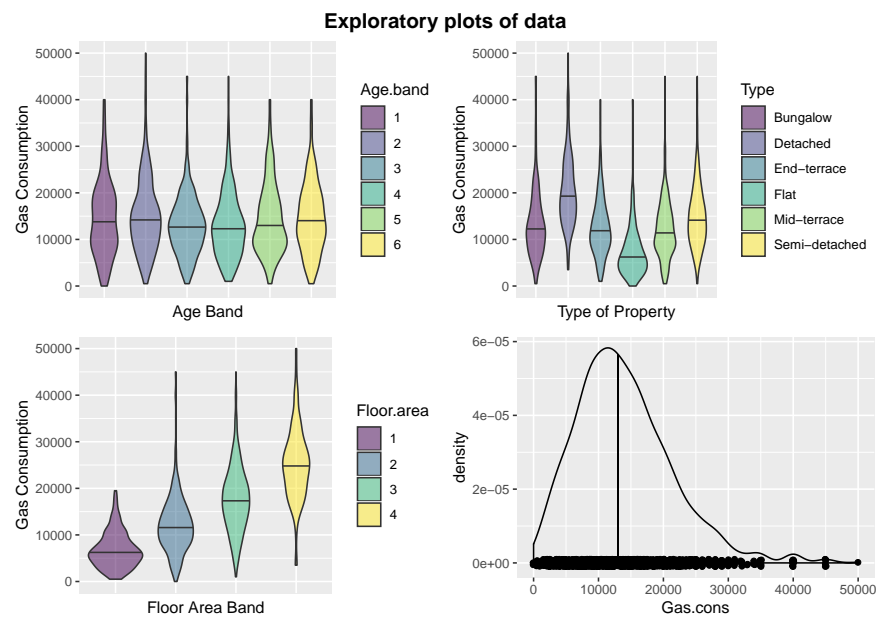 Exploratory plots of data
50000
40000
30000
20000
10000
0
Gas Consumption
Age Band
Age.band
1
2
3
4
5
6
50000
40000
30000
20000
10000
0
Gas Consumption
Type of Property
Type
Bungalow
Detached
End−terrace
Flat
Mid−terrace
Semi−detached
50000
40000
30000
20000
10000
0
Gas Consumption
Floor Area Band
Floor.area
1
2
3
4
6e−05
4e−05
2e−05
0e+00
density
0 10000 20000 30000 40000 50000
Gas.cons